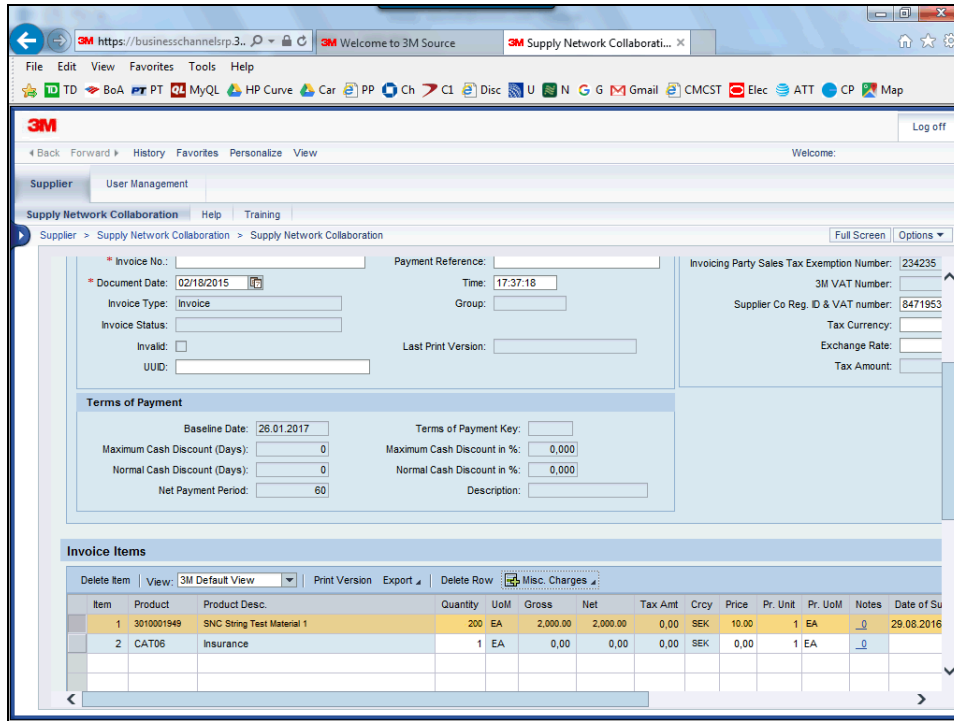 3M https://businesschannelsrp.3.. 3M Welcome to 3M Source 3M Supply Network Collaborati...
File Edit View Favorites Tools Help
TD BoA PT PT QL MyQL HP Curve Car PP Ch C1 Disc U N G G Gmail CMCST Elec ATT CP Map
3M Log off
Back Forward History Favorites Personalize View Welcome:
Supplier User Management
Supply Network Collaboration Help Training
Supplier > Supply Network Collaboration > Supply Network Collaboration Full Screen Options
* Invoice No.: Payment Reference: Invoicing Party Sales Tax Exemption Number: 234235
* Document Date: 02/18/2015 Time: 17:37:18 3M VAT Number:
Invoice Type: Invoice Group: Supplier Co Reg. ID & VAT number: 8471953
Invoice Status: Tax Currency:
Invalid: Last Print Version: Exchange Rate:
UUID: Tax Amount:
Terms of Payment
Baseline Date: 26.01.2017 Terms of Payment Key:
Maximum Cash Discount (Days): 0 Maximum Cash Discount in %: 0,000
Normal Cash Discount (Days): 0 Normal Cash Discount in %: 0,000
Net Payment Period: 60 Description:
Invoice Items
Delete Item View: 3M Default View Print Version Export Delete Row Misc. Charges
Item Product Product Desc. Quantity UoM Gross Net Tax Amt Crcy Price Pr. Unit Pr. UoM Notes Date of Su
1 3010001949 SNC String Test Material 1 200 EA 2,000.00 2,000.00 0,00 SEK 10.00 1 EA 0 29.08.2016
2 CAT06 Insurance 1 EA 0,00 0,00 0,00 SEK 0,00 1 EA 0